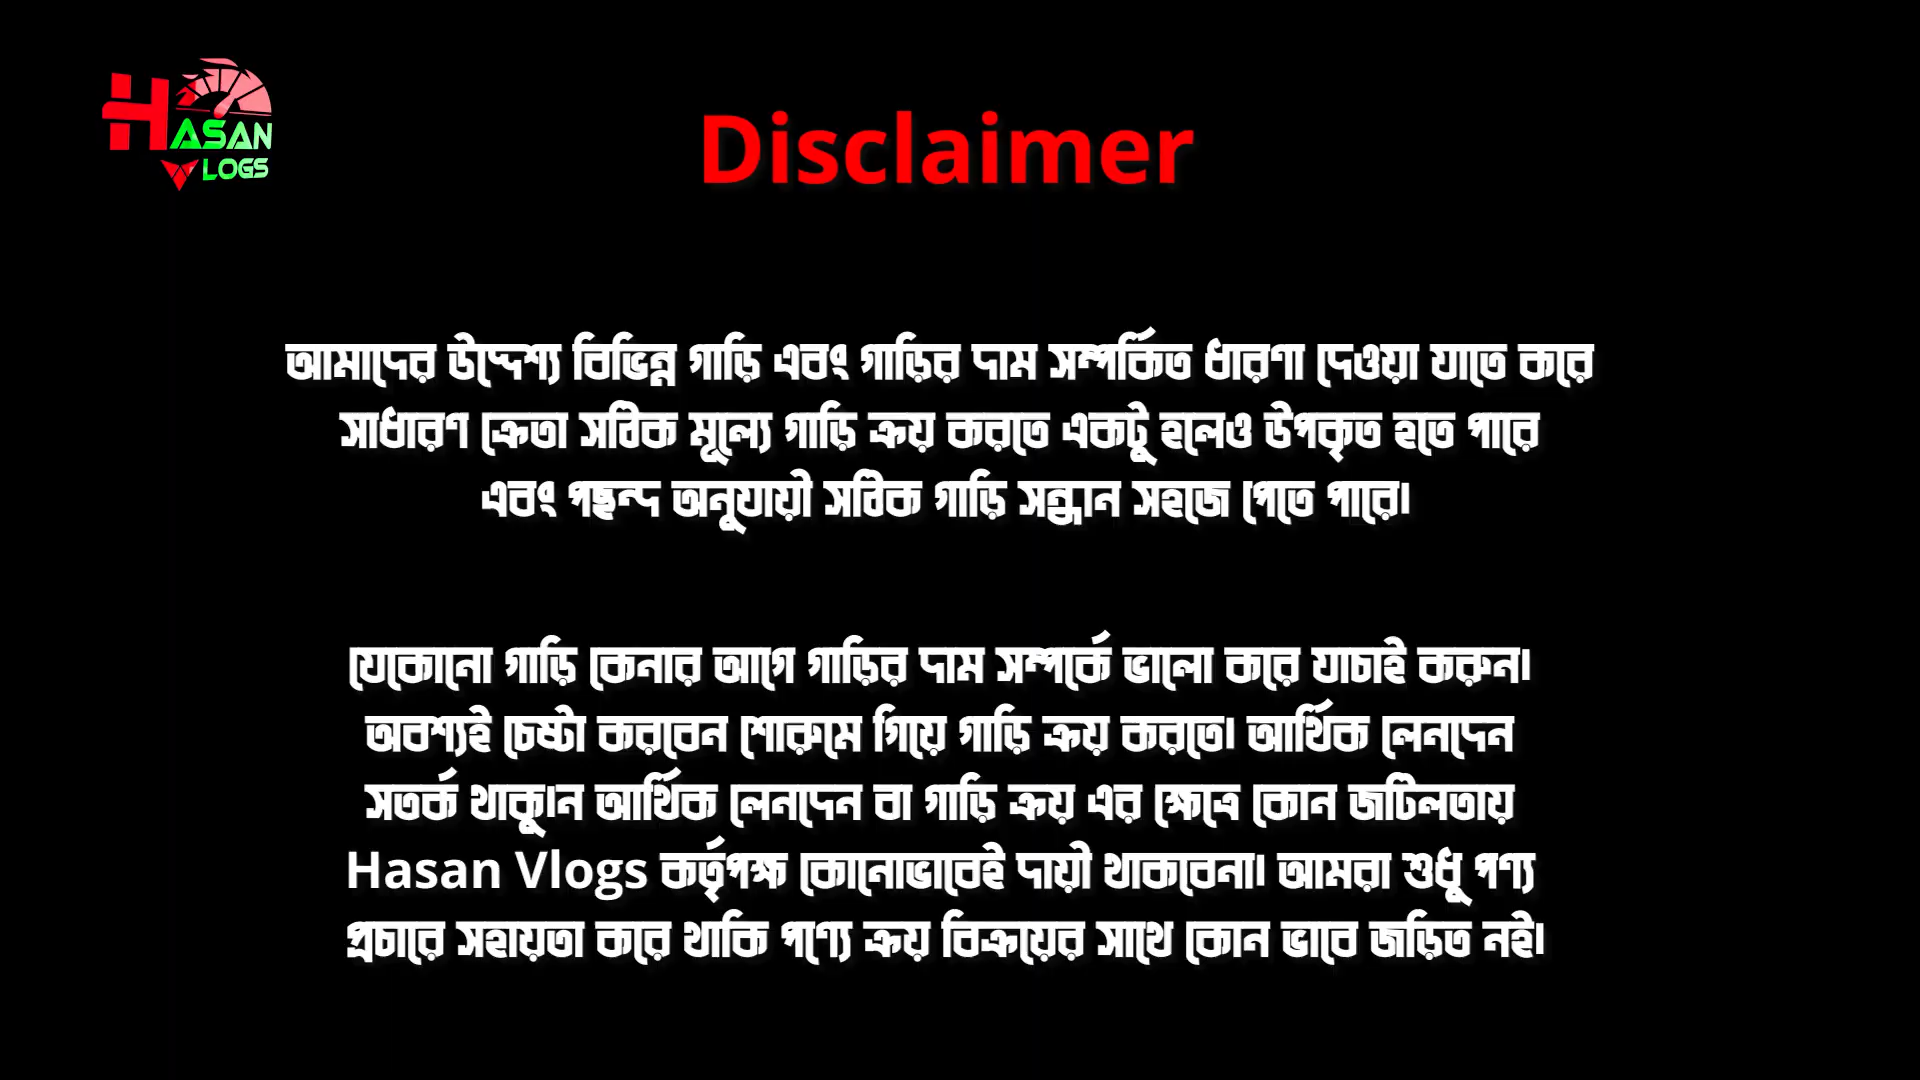 HASAN
VLOGS
Disclaimer
আমাদের উদ্দেশ্য বিভিন্ন গাড়ি এবং গাড়ির দাম সম্পর্কিত ধারণা দেওয়া যাতে করে
সাধারণ ক্রেতা সঠিক মূল্যে গাড়ি ক্রয় করতে একটু হলেও উপকৃত হতে পারে
এবং পছন্দ অনুযায়ী সঠিক গাড়ি সন্ধান সহজে পেতে পারে।
যেকোনো গাড়ি কেনার আগে গাড়ির দাম সম্পর্কে ভালো করে যাচাই করুন।
অবশ্যই চেষ্টা করবেন শোরুমে গিয়ে গাড়ি ক্রয় করতে। আর্থিক লেনদেন
সতর্ক থাকু।ন আর্থিক লেনদেন বা গাড়ি ক্রয় এর ক্ষেত্রে কোন জটিলতায়
Hasan Vlogs কর্তৃপক্ষ কোনোভাবেই দায়ী থাকবেনা। আমরা শুধু পণ্য
প্রচারে সহায়তা করে থাকি পণ্যে ক্রয় বিক্রয়ের সাথে কোন ভাবে জড়িত নই।